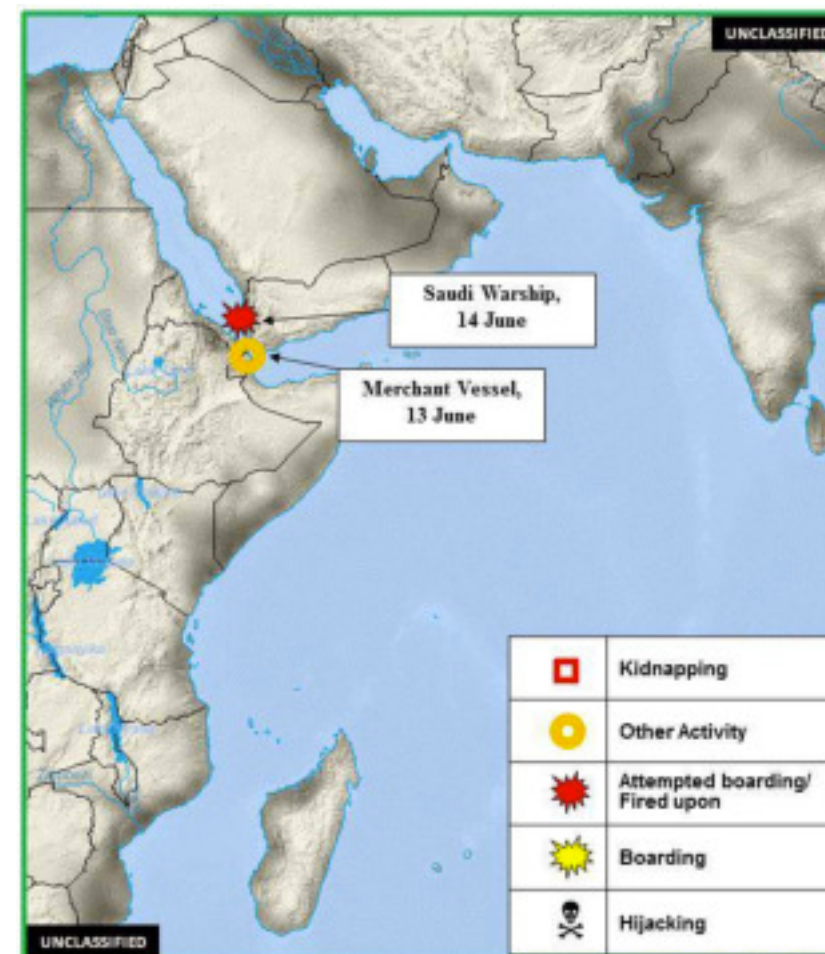 UNCLASSIFIED
Saudi Warship,
14 June
Merchant Vessel,
13 June
Kidnapping
Other Activity
Attempted boarding/
Fired upon
Boarding
Hijacking
UNCLASSIFIED